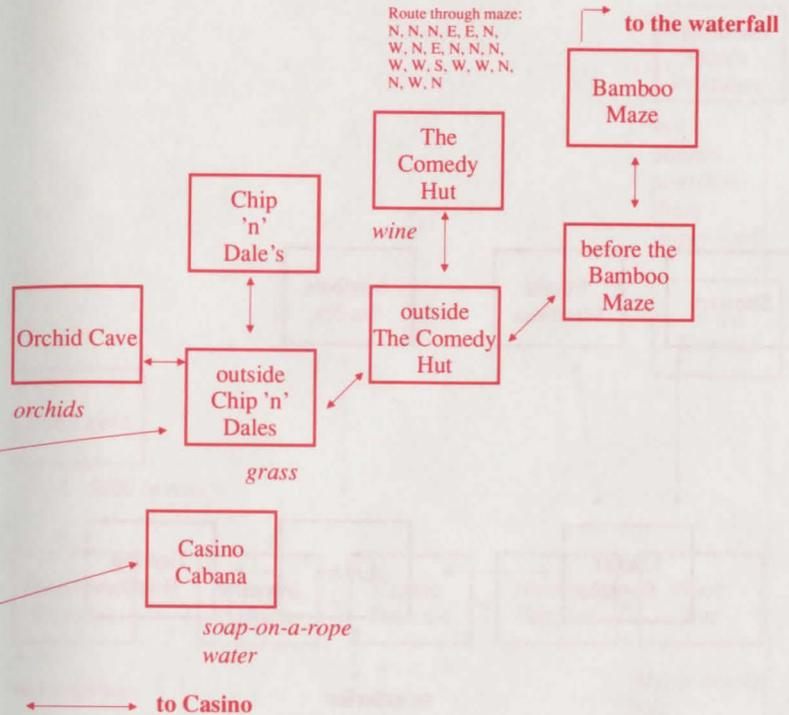 Route through maze:
N, N, N, E, E, N,
W, N, E, N, N, N,
W, W, S, W, W, N,
N, W, N
to the waterfall
Bamboo
Maze
The
Comedy
Hut
wine
Chip
'n'
Dale's
before the
Bamboo
Maze
outside
The Comedy
Hut
Orchid Cave
orchids
outside
Chip 'n'
Dales
grass
Casino
Cabana
soap-on-a-rope
water
to Casino